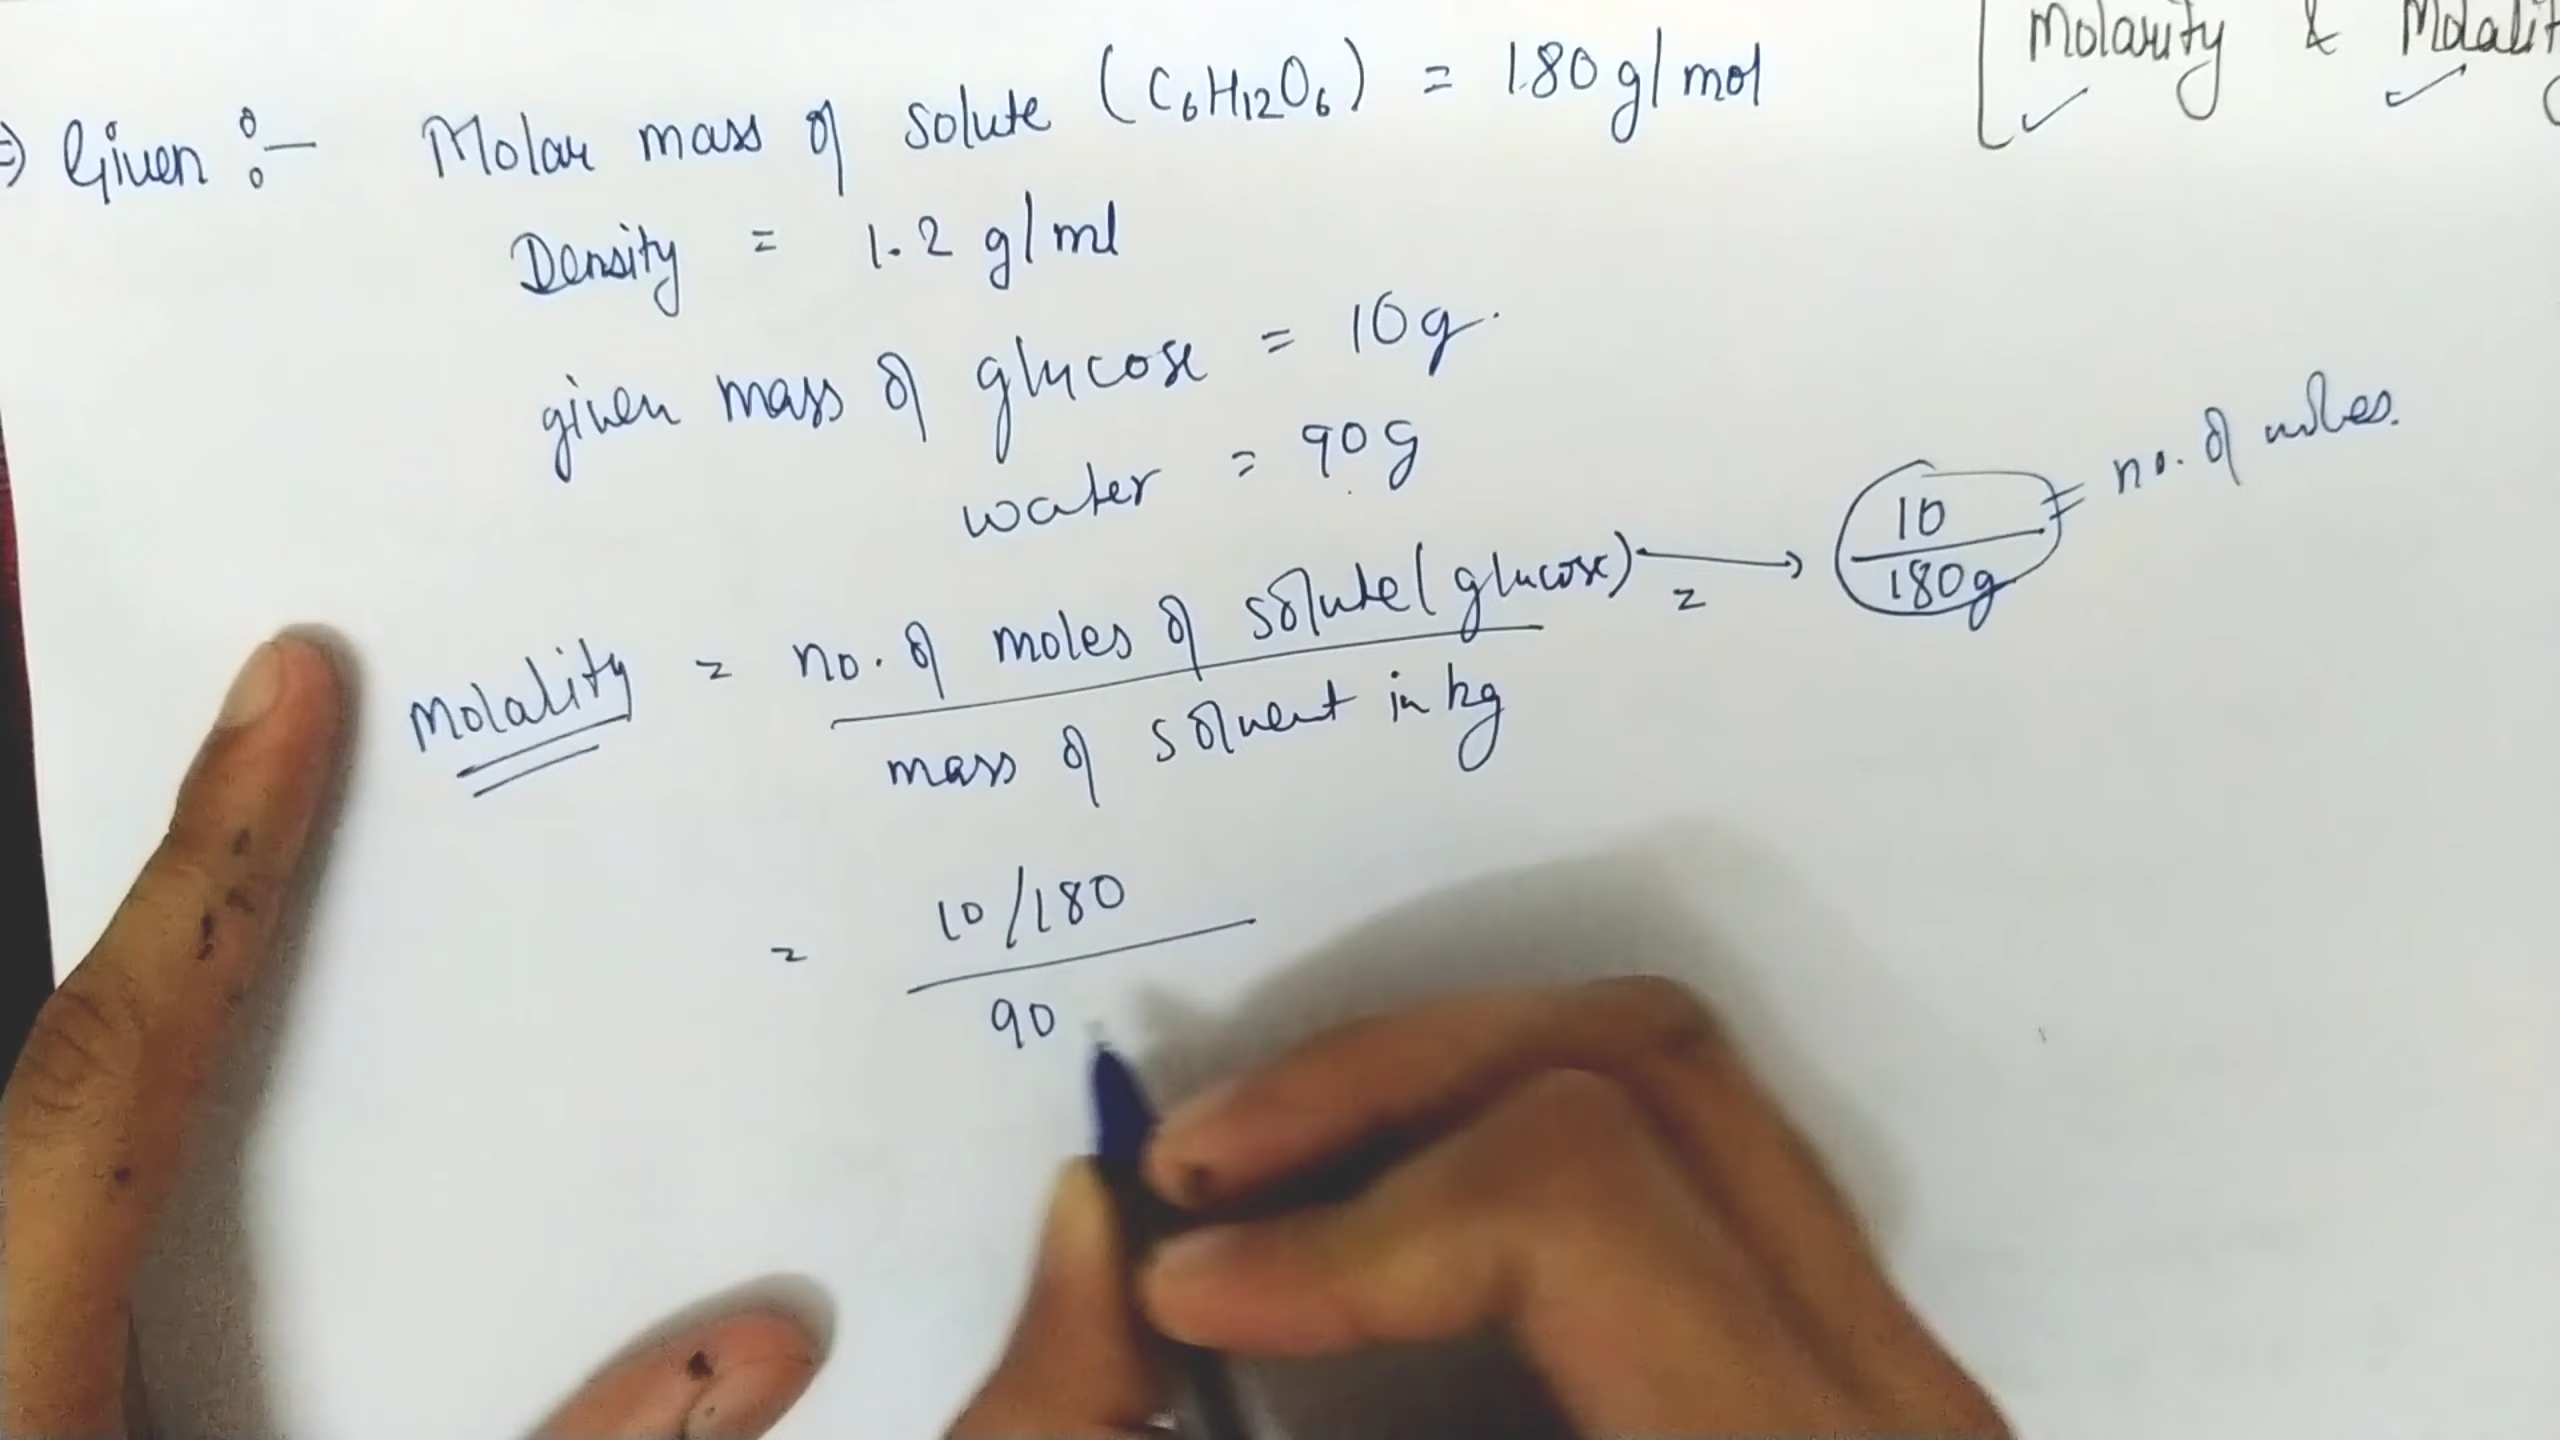 Molarity & Molalit
=) Given :- Molar mass of solute (C₆H₁₂O₆) = 180 g/mol
Density = 1.2 g/ml
given mass of glucose = 10g.
water = 90g
Molality = no. of moles of solute (glucose) → = 10/180g = no. of moles.
mass of solvent in kg
= 10/180
90